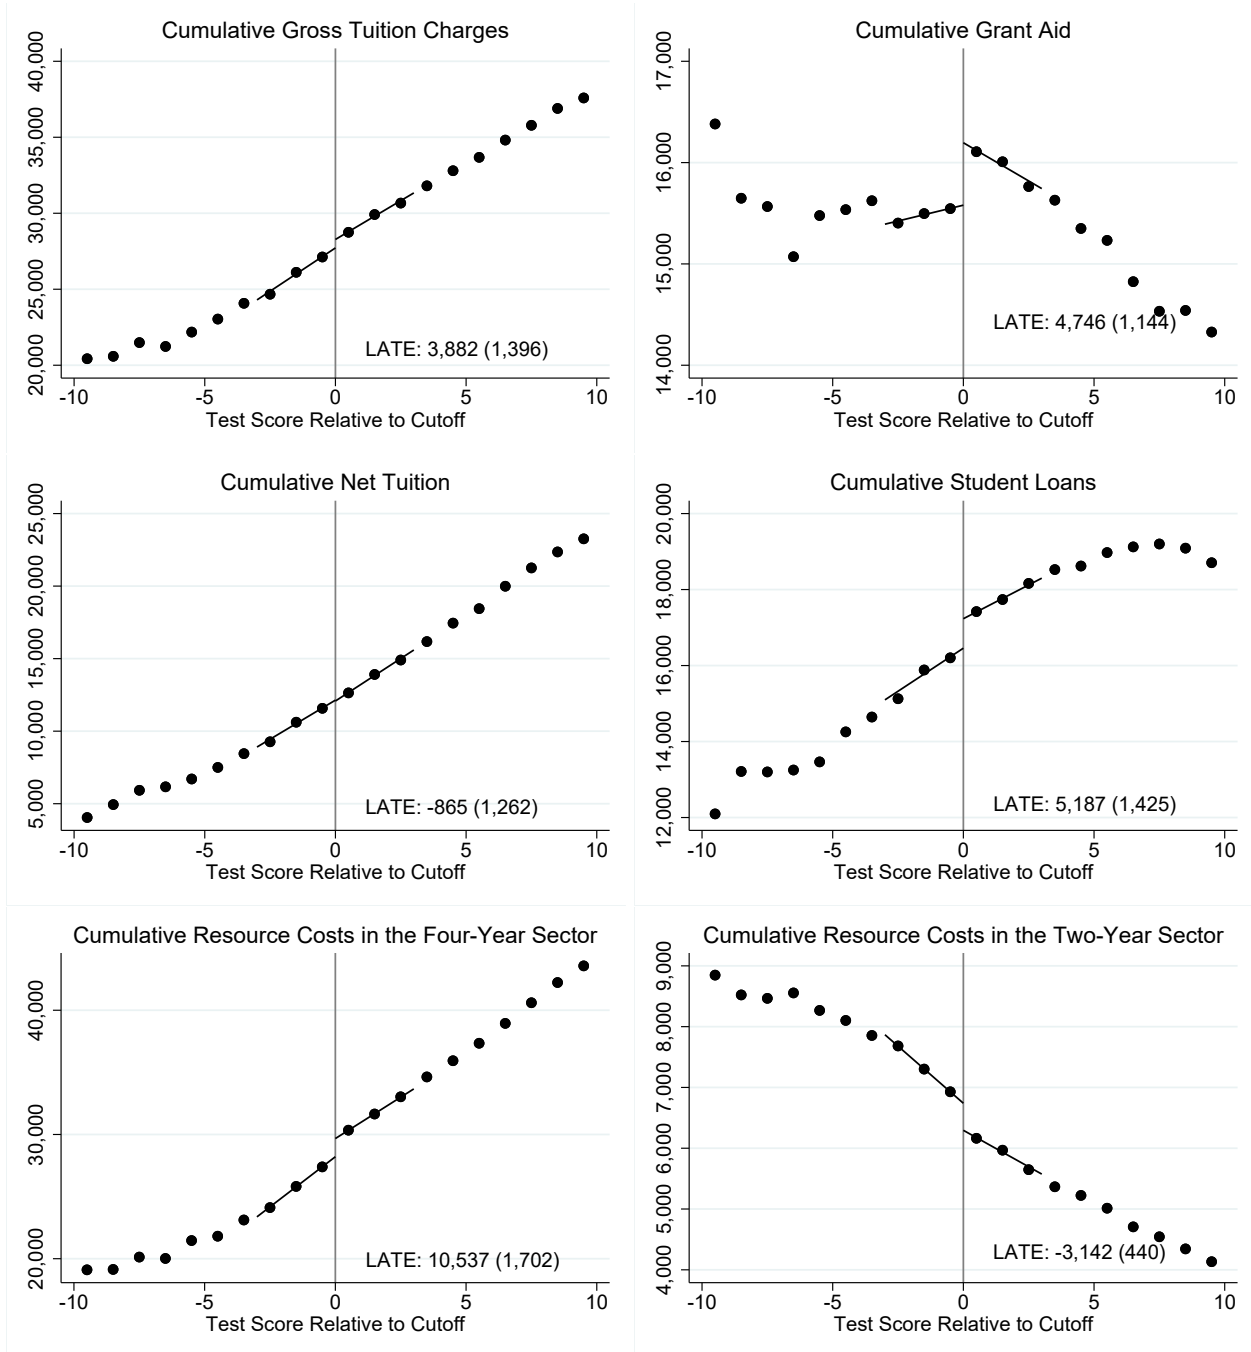 Cumulative Gross Tuition Charges
40,000
35,000
30,000
25,000
20,000
LATE: 3,882 (1,396)
-10 -5 0 5 10
Test Score Relative to Cutoff
Cumulative Grant Aid
17,000
16,000
15,000
14,000
LATE: 4,746 (1,144)
-10 -5 0 5 10
Test Score Relative to Cutoff
Cumulative Net Tuition
25,000
20,000
15,000
10,000
5,000
LATE: -865 (1,262)
-10 -5 0 5 10
Test Score Relative to Cutoff
Cumulative Student Loans
20,000
18,000
16,000
14,000
12,000
LATE: 5,187 (1,425)
-10 -5 0 5 10
Test Score Relative to Cutoff
Cumulative Resource Costs in the Four-Year Sector
40,000
30,000
20,000
LATE: 10,537 (1,702)
-10 -5 0 5 10
Test Score Relative to Cutoff
Cumulative Resource Costs in the Two-Year Sector
9,000
8,000
7,000
6,000
5,000
4,000
LATE: -3,142 (440)
-10 -5 0 5 10
Test Score Relative to Cutoff